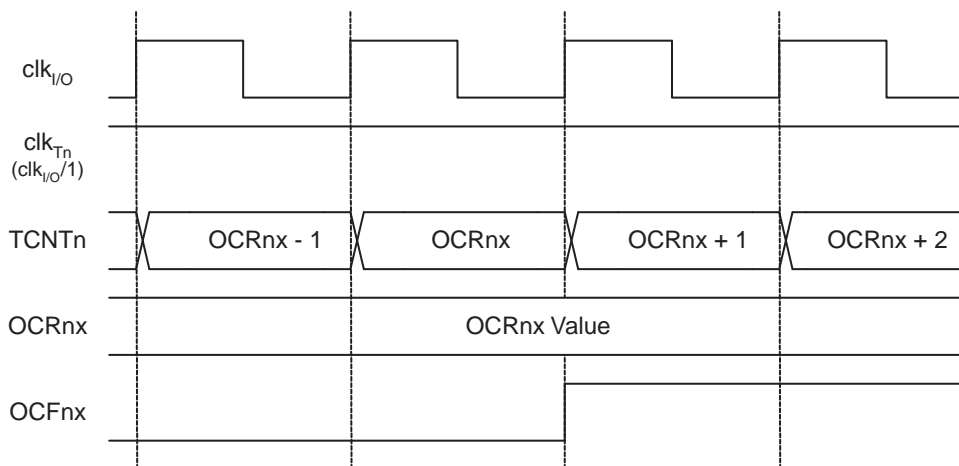 clkI/O
clkTn
(clkI/O/1)
TCNTn OCRnx - 1 OCRnx OCRnx + 1 OCRnx + 2
OCRnx OCRnx Value
OCFnx